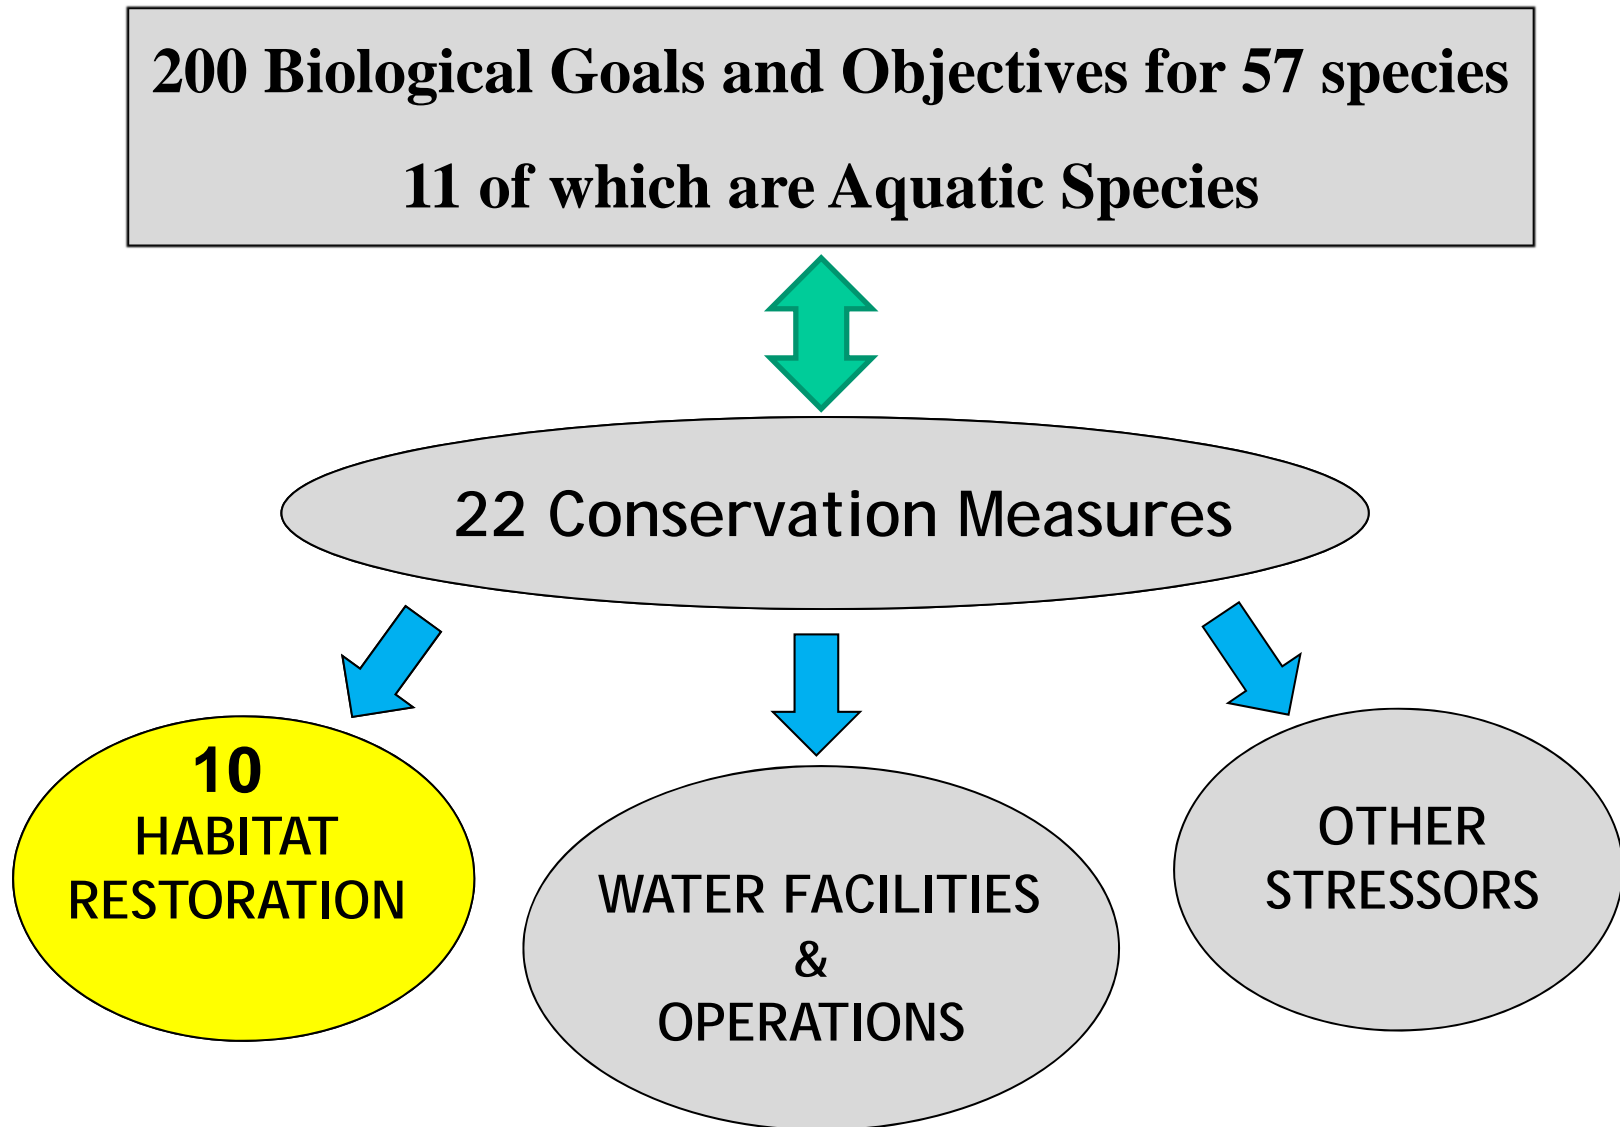 200 Biological Goals and Objectives for 57 species
11 of which are Aquatic Species
22 Conservation Measures
10
HABITAT
RESTORATION
WATER FACILITIES
&
OPERATIONS
OTHER
STRESSORS